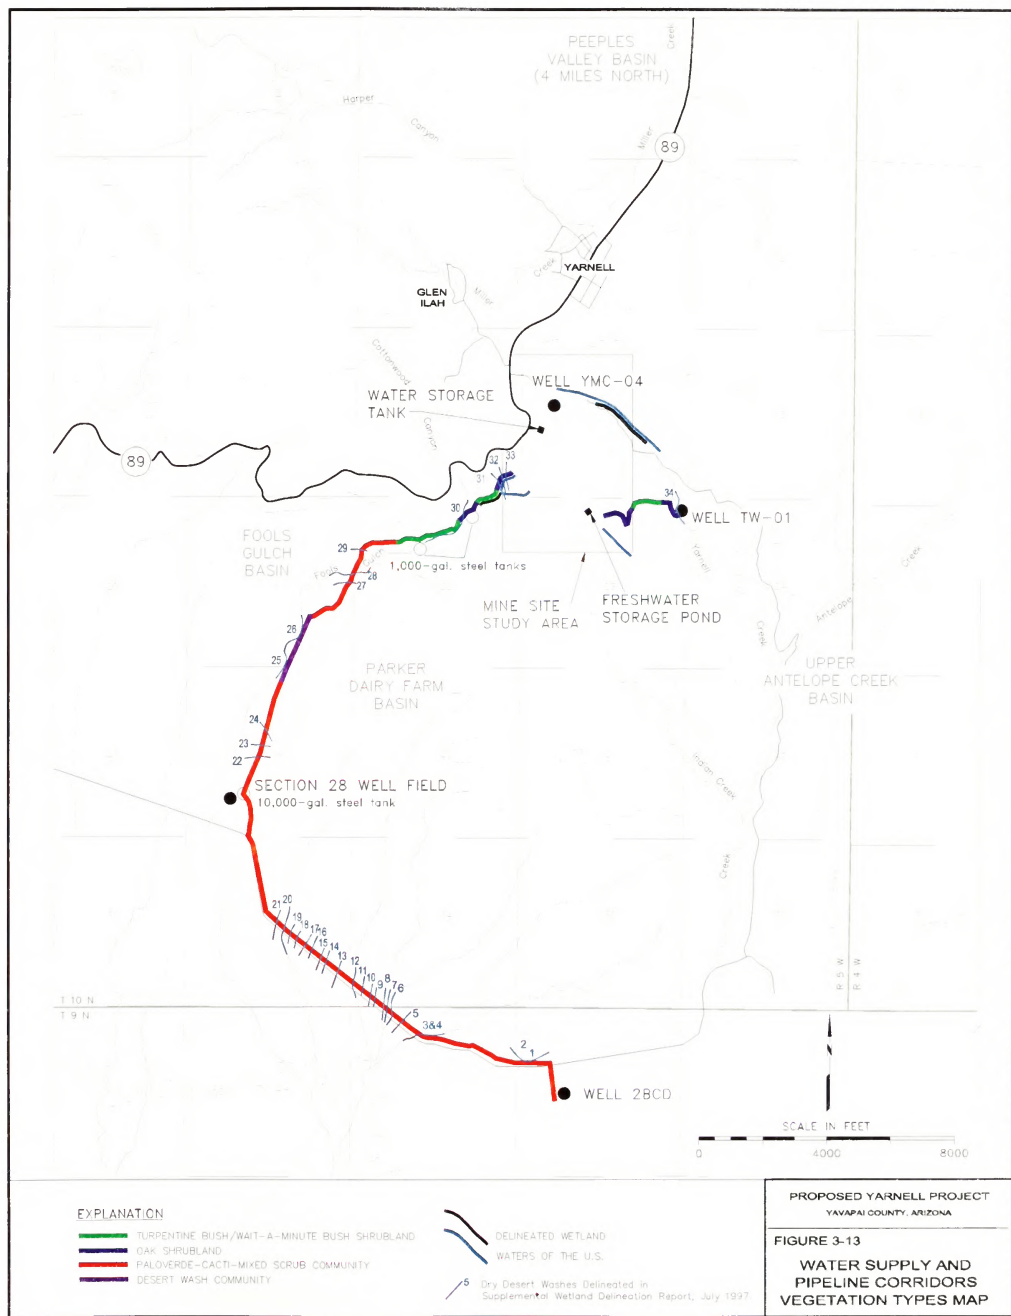 PEEPLES
VALLEY BASIN
(4 MILES NORTH)
Creek
Harper
Canyon
Miller
89
Creek
YARNELL
GLEN
ILAH
Miller
Cottonwood
Canyon
WELL YMC-04
WATER STORAGE
TANK
89
33
32
31
30
34
WELL TW-01
FOOLS
GULCH
BASIN
29
Fools
Gulch
28
27
1,000-gal. steel tanks
Yarnell
Creek
Antelope
Creek
MINE SITE
STUDY AREA
FRESHWATER
STORAGE POND
26
25
PARKER
DAIRY FARM
BASIN
UPPER
ANTELOPE CREEK
BASIN
24
23
22
Indian Creek
SECTION 28 WELL FIELD
10,000-gal. steel tank
Creek
21
20
19
18
17
16
15
14
13
12
11
10
9
8
7
6
5
3&4
2
1
R 5 W
R 4 W
T 10 N
T 9 N
WELL 2BCD
SCALE IN FEET
0
4000
8000
EXPLANATION
TURPENTINE BUSH/WAIT-A-MINUTE BUSH SHRUBLAND
OAK SHRUBLAND
PALOVERDE-CACTI-MIXED SCRUB COMMUNITY
DESERT WASH COMMUNITY
DELINEATED WETLAND
WATERS OF THE U.S.
5
Dry Desert Washes Delineated in
Supplemental Wetland Delineation Report, July 1997.
PROPOSED YARNELL PROJECT
YAVAPAI COUNTY, ARIZONA
FIGURE 3-13
WATER SUPPLY AND
PIPELINE CORRIDORS
VEGETATION TYPES MAP